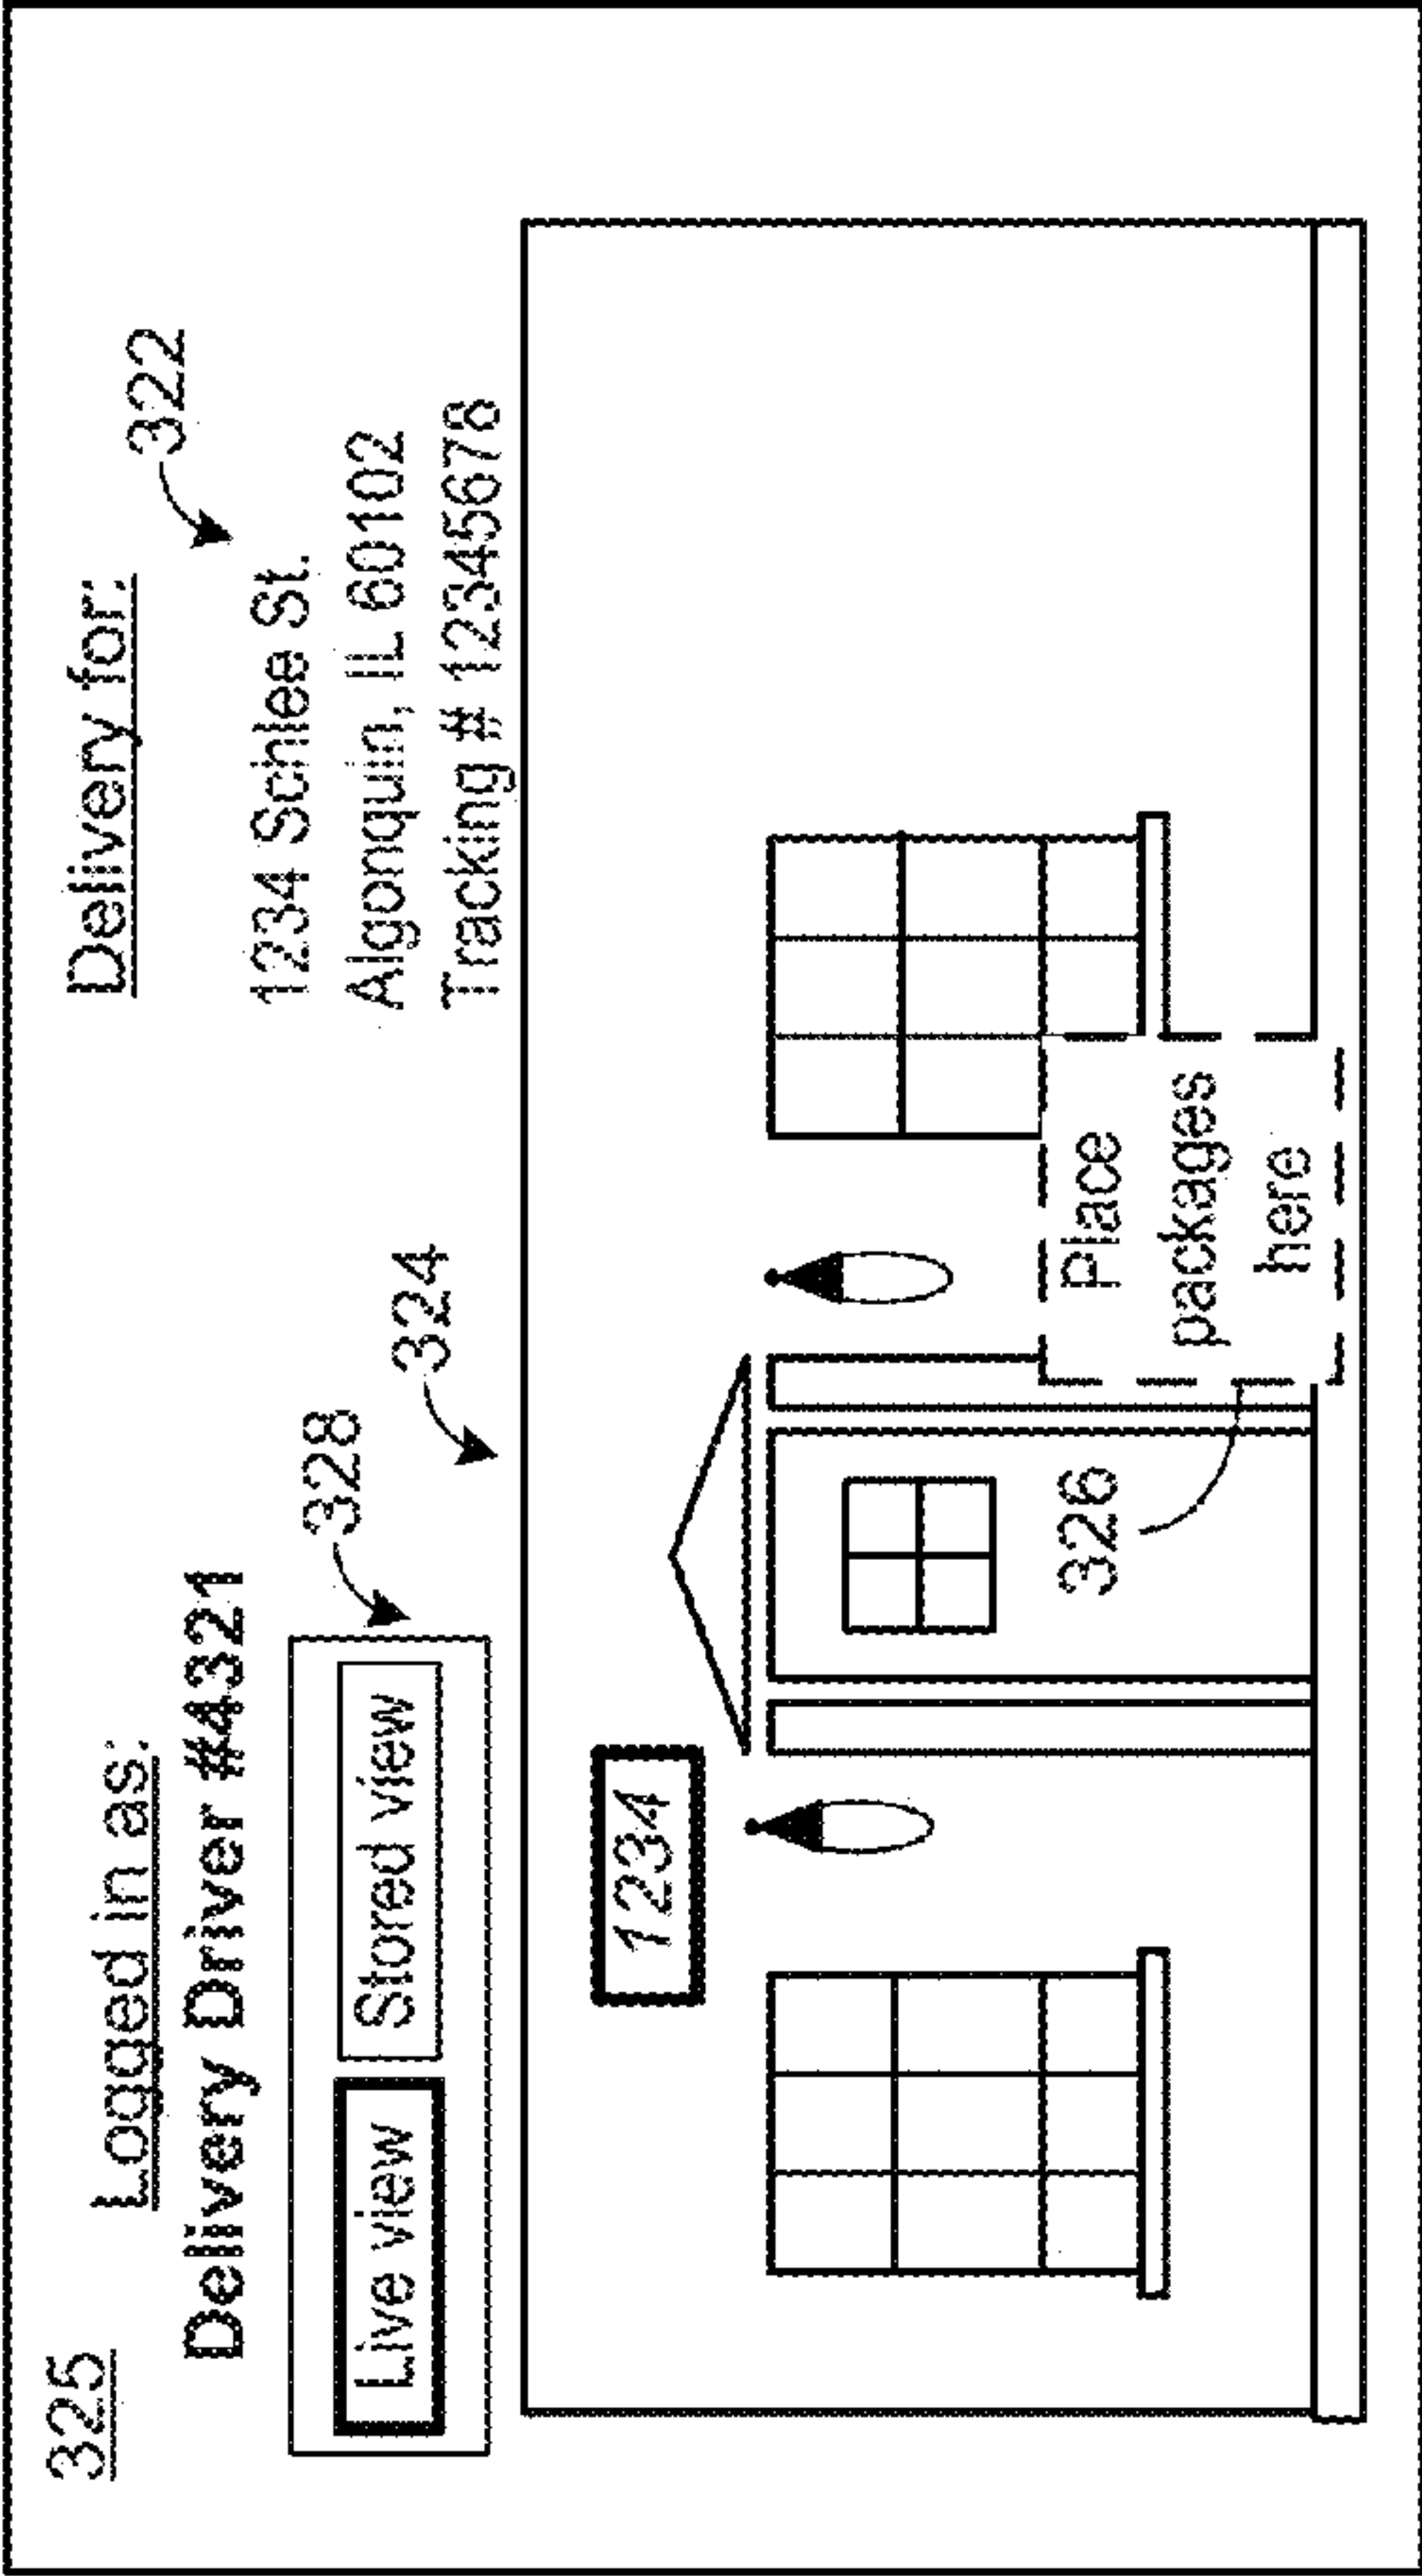 325
Logged in as:
Delivery Driver #4321
Delivery for:
322
1234 Schlee St.
Algonquin, IL 60102
Tracking # 12345678
Live view
Stored view
328
324
1234
326
Place
packages
here